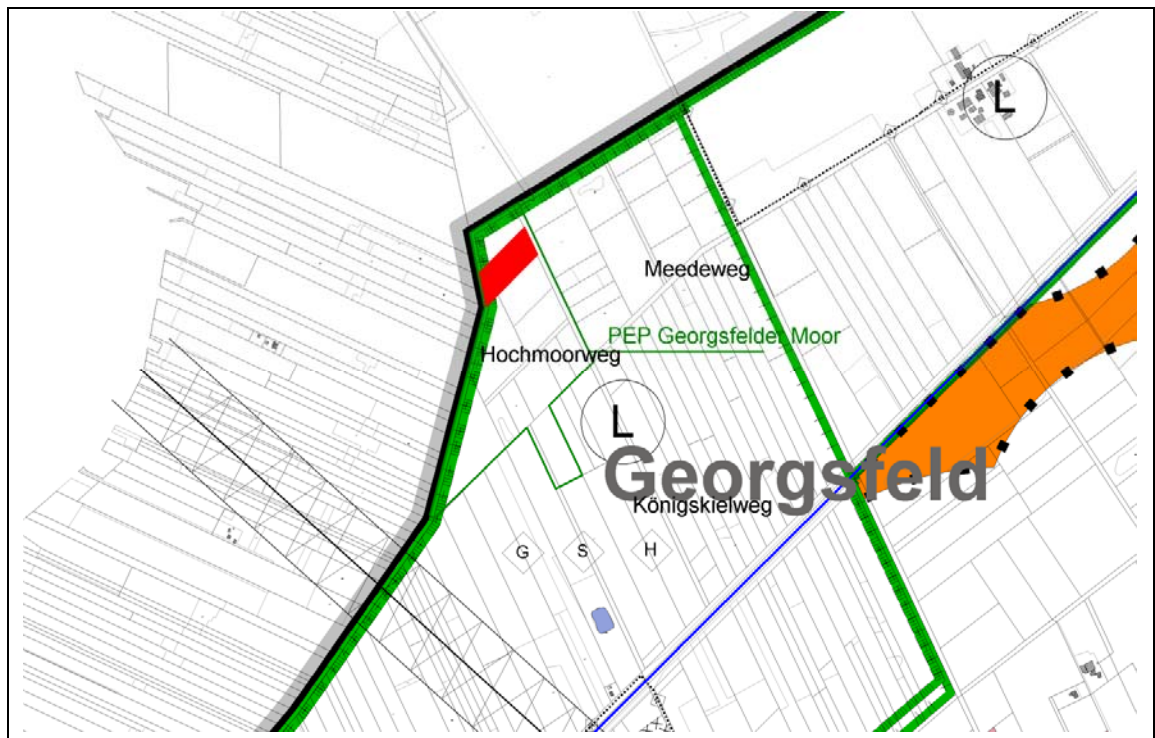 L
Meedeweg
PEP Georgsfelder Moor
Hochmoorweg
L
Georgsfeld
Königskielweg
G S H